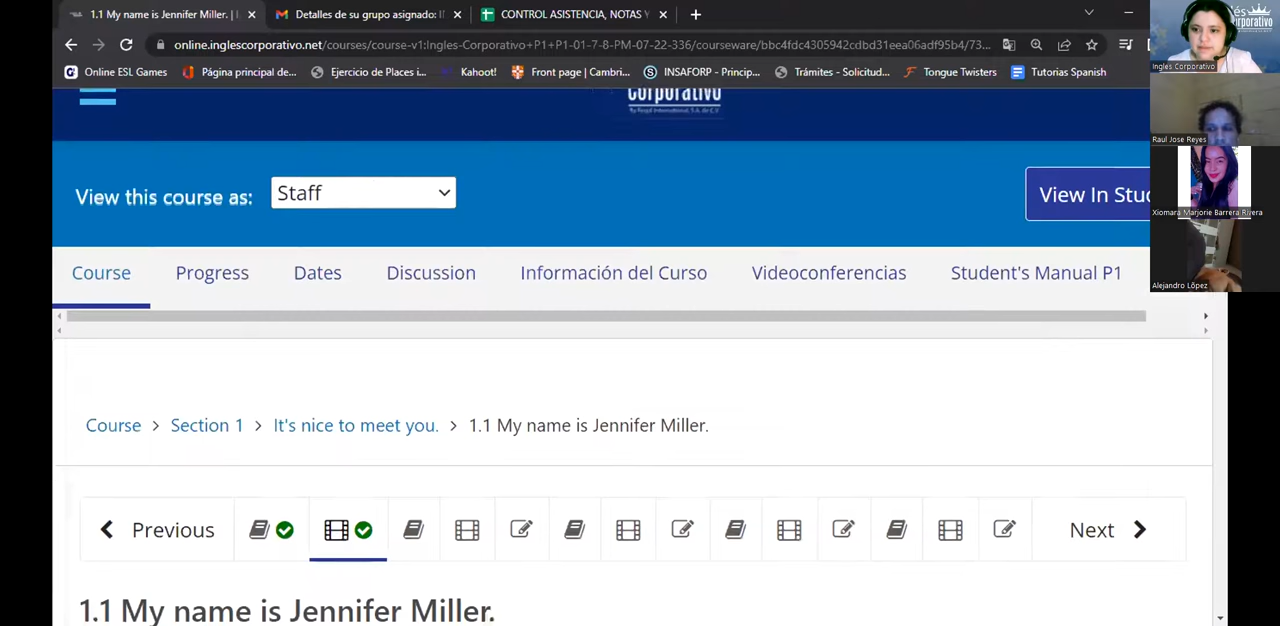 1.1 My name is Jennifer Miller. |
Detalles de su grupo asignado: I
CONTROL ASISTENCIA, NOTAS Y
online.inglescorporativo.net/courses/course-v1:Ingles-Corporativo+P1+P1-01-7-8-PM-07-22-336/courseware/bbc4fdc4305942cdbd31eea06adf95b4/73...
Online ESL Games
Página principal de...
Ejercicio de Places i...
Kahoot!
Front page | Cambri...
INSAFORP - Princip...
Trámites - Solicitud...
Tongue Twisters
Tutorias Spanish
Ingles Corporativo
Raul Jose Reyes
Xiomara Marjorie Barrera Rivera
Alejandro López
corporativo
View this course as:
Staff
View In Stu
Course
Progress
Dates
Discussion
Información del Curso
Videoconferencias
Student's Manual P1
Course > Section 1 > It's nice to meet you. > 1.1 My name is Jennifer Miller.
Previous
Next
1.1 My name is Jennifer Miller.